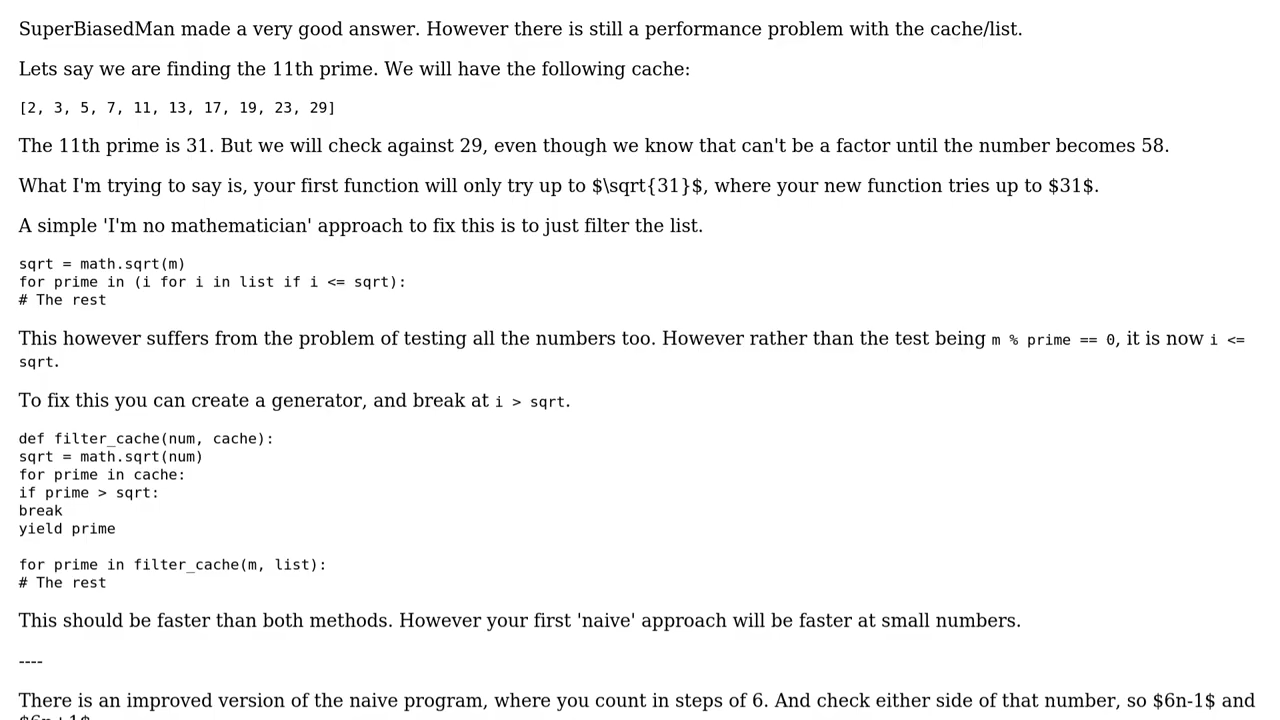 SuperBiasedMan made a very good answer. However there is still a performance problem with the cache/list.
Lets say we are finding the 11th prime. We will have the following cache:
[2, 3, 5, 7, 11, 13, 17, 19, 23, 29]
The 11th prime is 31. But we will check against 29, even though we know that can't be a factor until the number becomes 58.
What I'm trying to say is, your first function will only try up to $\sqrt{31}$, where your new function tries up to $31$.
A simple 'I'm no mathematician' approach to fix this is to just filter the list.
sqrt = math.sqrt(m)
for prime in (i for i in list if i <= sqrt):
# The rest
This however suffers from the problem of testing all the numbers too. However rather than the test being m % prime == 0, it is now i <=
sqrt.
To fix this you can create a generator, and break at i > sqrt.
def filter_cache(num, cache):
sqrt = math.sqrt(num)
for prime in cache:
if prime > sqrt:
break
yield prime
for prime in filter_cache(m, list):
# The rest
This should be faster than both methods. However your first 'naive' approach will be faster at small numbers.
----
There is an improved version of the naive program, where you count in steps of 6. And check either side of that number, so $6n-1$ and
$6n+1$